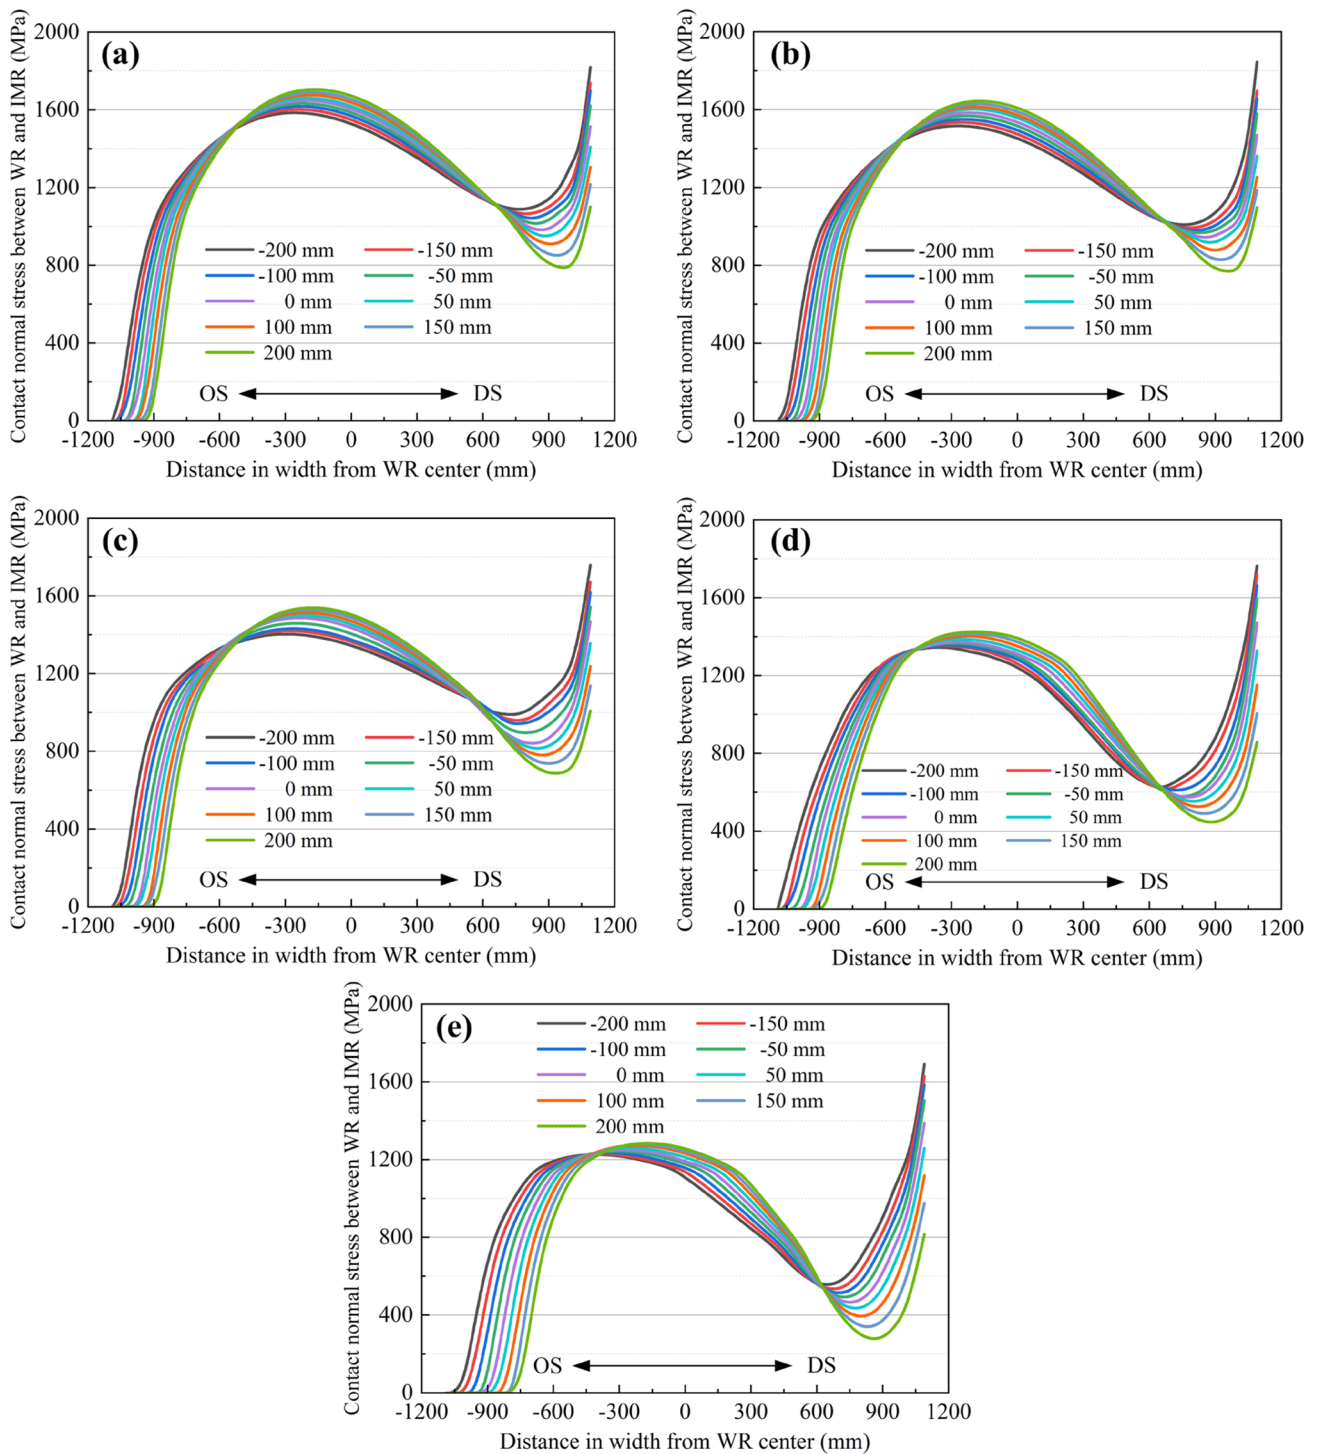 (a)
Contact normal stress between WR and IMR (MPa)
2000
1600
1200
800
400
0
-200 mm -150 mm
-100 mm -50 mm
0 mm 50 mm
100 mm 150 mm
200 mm
OS DS
-1200 -900 -600 -300 0 300 600 900 1200
Distance in width from WR center (mm)
(b)
Contact normal stress between WR and IMR (MPa)
2000
1600
1200
800
400
0
-200 mm -150 mm
-100 mm -50 mm
0 mm 50 mm
100 mm 150 mm
200 mm
OS DS
-1200 -900 -600 -300 0 300 600 900 1200
Distance in width from WR center (mm)
(c)
Contact normal stress between WR and IMR (MPa)
2000
1600
1200
800
400
0
-200 mm -150 mm
-100 mm -50 mm
0 mm 50 mm
100 mm 150 mm
200 mm
OS DS
-1200 -900 -600 -300 0 300 600 900 1200
Distance in width from WR center (mm)
(d)
Contact normal stress between WR and IMR (MPa)
2000
1600
1200
800
400
0
-200 mm -150 mm
-100 mm -50 mm
0 mm 50 mm
100 mm 150 mm
200 mm
OS DS
-1200 -900 -600 -300 0 300 600 900 1200
Distance in width from WR center (mm)
(e)
Contact normal stress between WR and IMR (MPa)
2000
1600
1200
800
400
0
-200 mm -150 mm
-100 mm -50 mm
0 mm 50 mm
100 mm 150 mm
200 mm
OS DS
-1200 -900 -600 -300 0 300 600 900 1200
Distance in width from WR center (mm)